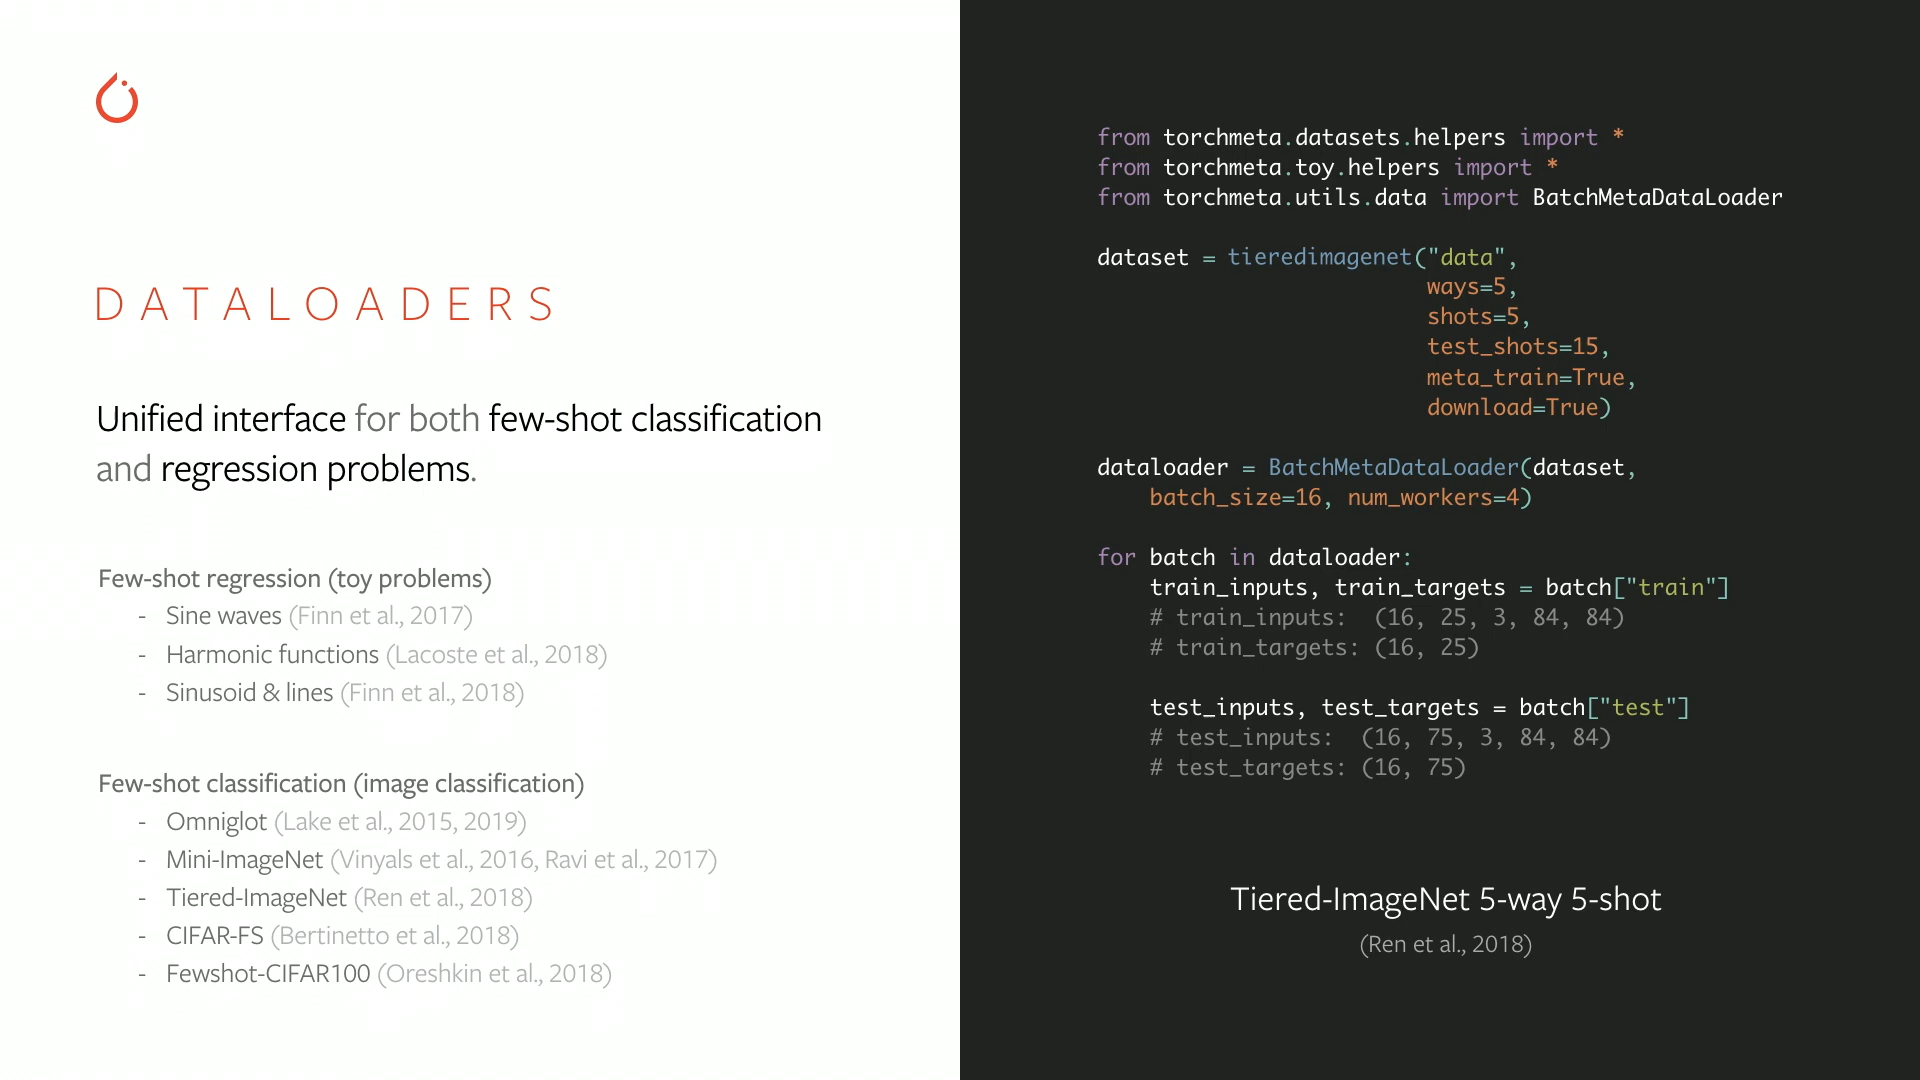 DATALOADERS
Unified interface for both few-shot classification
and regression problems.
Few-shot regression (toy problems)
- Sine waves (Finn et al., 2017)
- Harmonic functions (Lacoste et al., 2018)
- Sinusoid & lines (Finn et al., 2018)
Few-shot classification (image classification)
- Omniglot (Lake et al., 2015, 2019)
- Mini-ImageNet (Vinyals et al., 2016, Ravi et al., 2017)
- Tiered-ImageNet (Ren et al., 2018)
- CIFAR-FS (Bertinetto et al., 2018)
- Fewshot-CIFAR100 (Oreshkin et al., 2018)
from torchmeta.datasets.helpers import *
from torchmeta.toy.helpers import *
from torchmeta.utils.data import BatchMetaDataLoader
dataset = tieredimagenet("data",
ways=5,
shots=5,
test_shots=15,
meta_train=True,
download=True)
dataloader = BatchMetaDataLoader(dataset,
batch_size=16, num_workers=4)
for batch in dataloader:
train_inputs, train_targets = batch["train"]
# train_inputs: (16, 25, 3, 84, 84)
# train_targets: (16, 25)
test_inputs, test_targets = batch["test"]
# test_inputs: (16, 75, 3, 84, 84)
# test_targets: (16, 75)
Tiered-ImageNet 5-way 5-shot
(Ren et al., 2018)